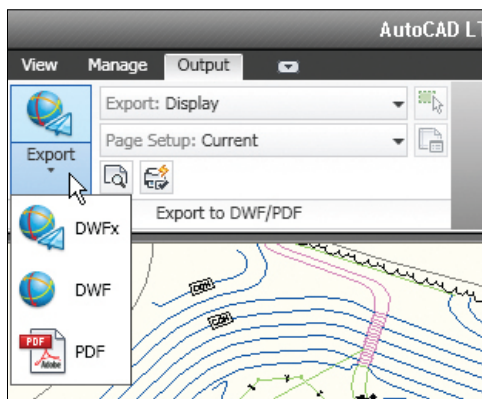 AutoCAD LT
View Manage Output
Export: Display
Page Setup: Current
Export
Export to DWF/PDF
DWFx
DWF
PDF
PDF
Adobe